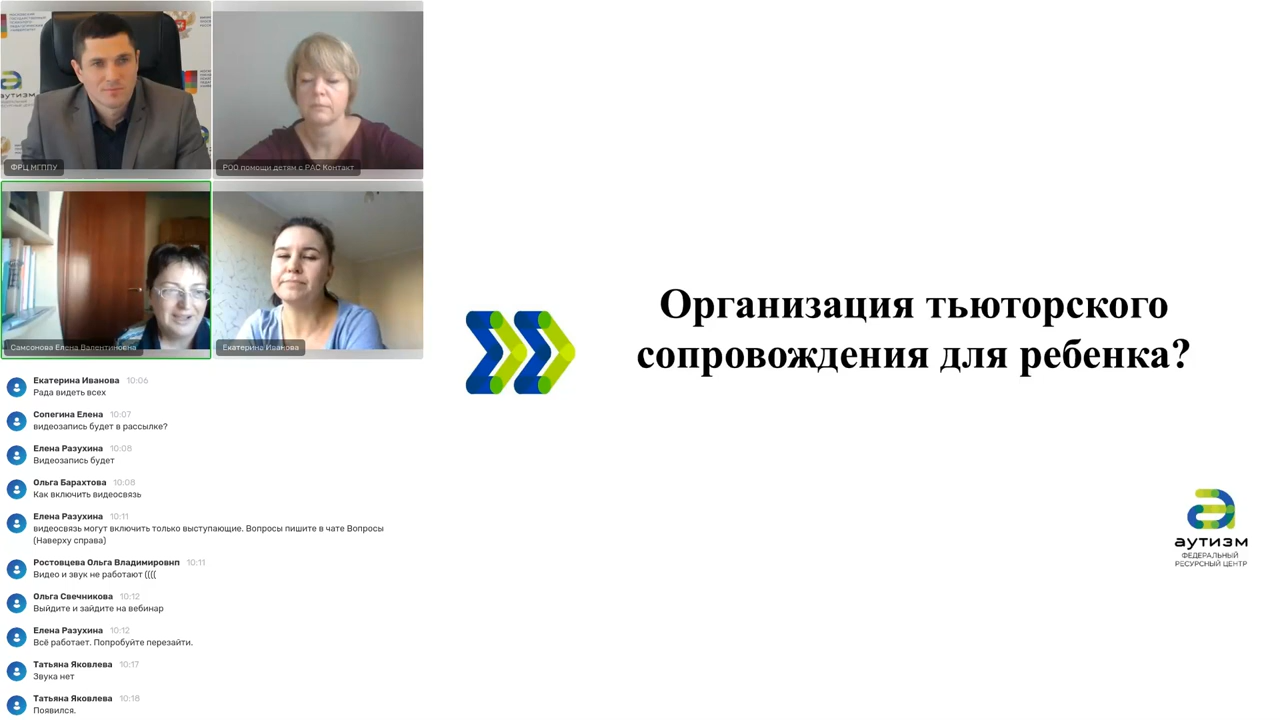 ФРЦ МГППУ
РОО помощи детям с РАС Контакт
Самсонова Елена Валентиновна
Екатерина Иванова
Екатерина Иванова 10:06
Рада видеть всех
Сопегина Елена 10:07
видеозапись будет в рассылке?
Елена Разухина 10:08
Видеозапись будет
Ольга Барахтова 10:08
Как включить видеосвязь
Елена Разухина 10:11
видеосвязь могут включить только выступающие. Вопросы пишите в чате Вопросы
(Наверху справа)
Ростовцева Ольга Владимировнп 10:11
Видео и звук не работают ((((
Ольга Свечникова 10:12
Выйдите и зайдите на вебинар
Елена Разухина 10:12
Всё работает. Попробуйте перезайти.
Татьяна Яковлева 10:17
Звука нет
Татьяна Яковлева 10:18
Появился.
Организация тьюторского
сопровождения для ребенка?
аутизм
ФЕДЕРАЛЬНЫЙ
РЕСУРСНЫЙ ЦЕНТР